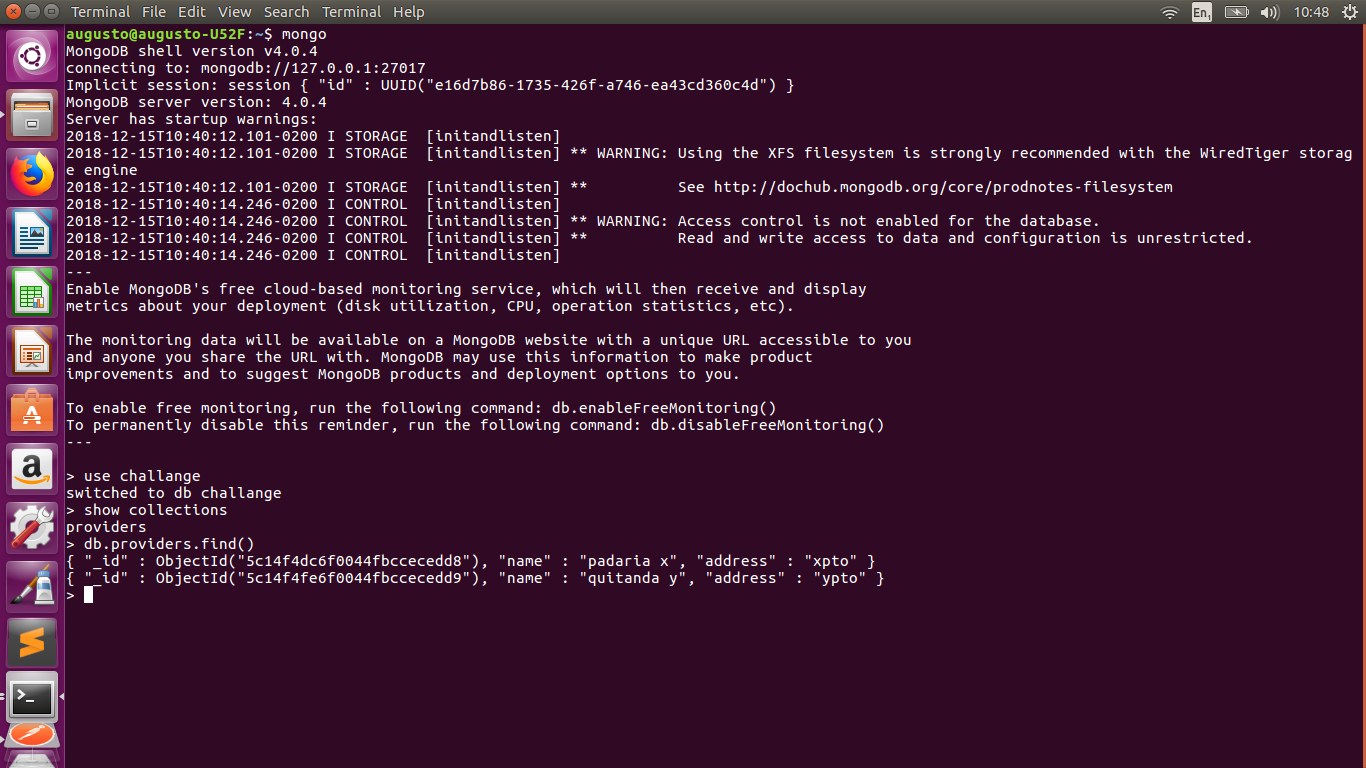 Terminal File Edit View Search Terminal Help En1 10:48
augusto@augusto-U52F:~$ mongo
MongoDB shell version v4.0.4
connecting to: mongodb://127.0.0.1:27017
Implicit session: session { "id" : UUID("e16d7b86-1735-426f-a746-ea43cd360c4d") }
MongoDB server version: 4.0.4
Server has startup warnings:
2018-12-15T10:40:12.101-0200 I STORAGE  [initandlisten]
2018-12-15T10:40:12.101-0200 I STORAGE  [initandlisten] ** WARNING: Using the XFS filesystem is strongly recommended with the WiredTiger storag
e engine
2018-12-15T10:40:12.101-0200 I STORAGE  [initandlisten] **          See http://dochub.mongodb.org/core/prodnotes-filesystem
2018-12-15T10:40:14.246-0200 I CONTROL  [initandlisten]
2018-12-15T10:40:14.246-0200 I CONTROL  [initandlisten] ** WARNING: Access control is not enabled for the database.
2018-12-15T10:40:14.246-0200 I CONTROL  [initandlisten] **          Read and write access to data and configuration is unrestricted.
2018-12-15T10:40:14.246-0200 I CONTROL  [initandlisten]
---
Enable MongoDB's free cloud-based monitoring service, which will then receive and display
metrics about your deployment (disk utilization, CPU, operation statistics, etc).
The monitoring data will be available on a MongoDB website with a unique URL accessible to you
and anyone you share the URL with. MongoDB may use this information to make product
improvements and to suggest MongoDB products and deployment options to you.
To enable free monitoring, run the following command: db.enableFreeMonitoring()
To permanently disable this reminder, run the following command: db.disableFreeMonitoring()
---
> use challange
switched to db challange
> show collections
providers
> db.providers.find()
{ "_id" : ObjectId("5c14f4dc6f0044fbccecedd8"), "name" : "padaria x", "address" : "xpto" }
{ "_id" : ObjectId("5c14f4fe6f0044fbccecedd9"), "name" : "quitanda y", "address" : "ypto" }
>